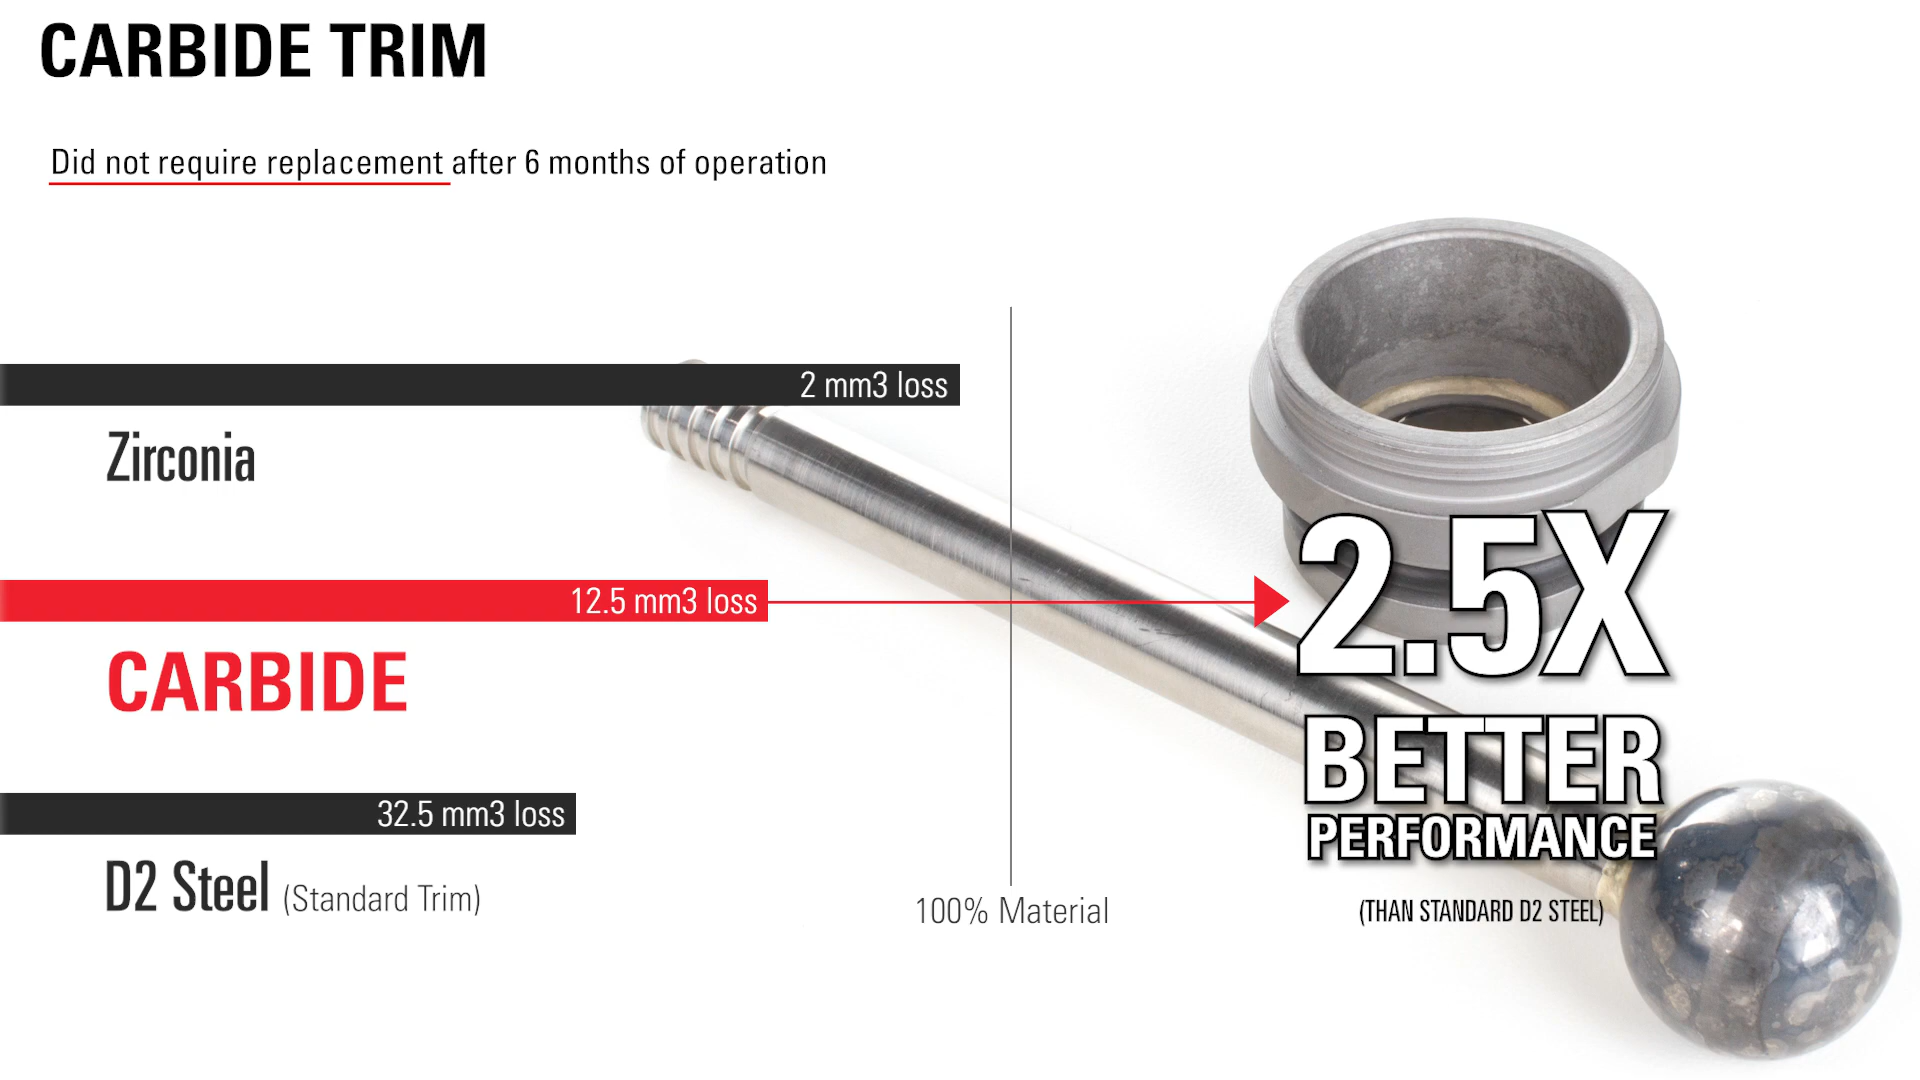 CARBIDE TRIM
Did not require replacement after 6 months of operation
2 mm3 loss
Zirconia
12.5 mm3 loss
CARBIDE
32.5 mm3 loss
D2 Steel (Standard Trim)
100% Material
2.5X
BETTER
PERFORMANCE
(THAN STANDARD D2 STEEL)